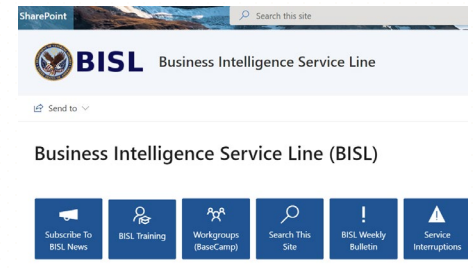 SharePoint
Search this site
BISL
Business Intelligence Service Line
Send to
Business Intelligence Service Line (BISL)
Subscribe To
BISL News
BISL Training
Workgroups
(BaseCamp)
Search This
Site
BISL Weekly
Bulletin
Service
Interruptions